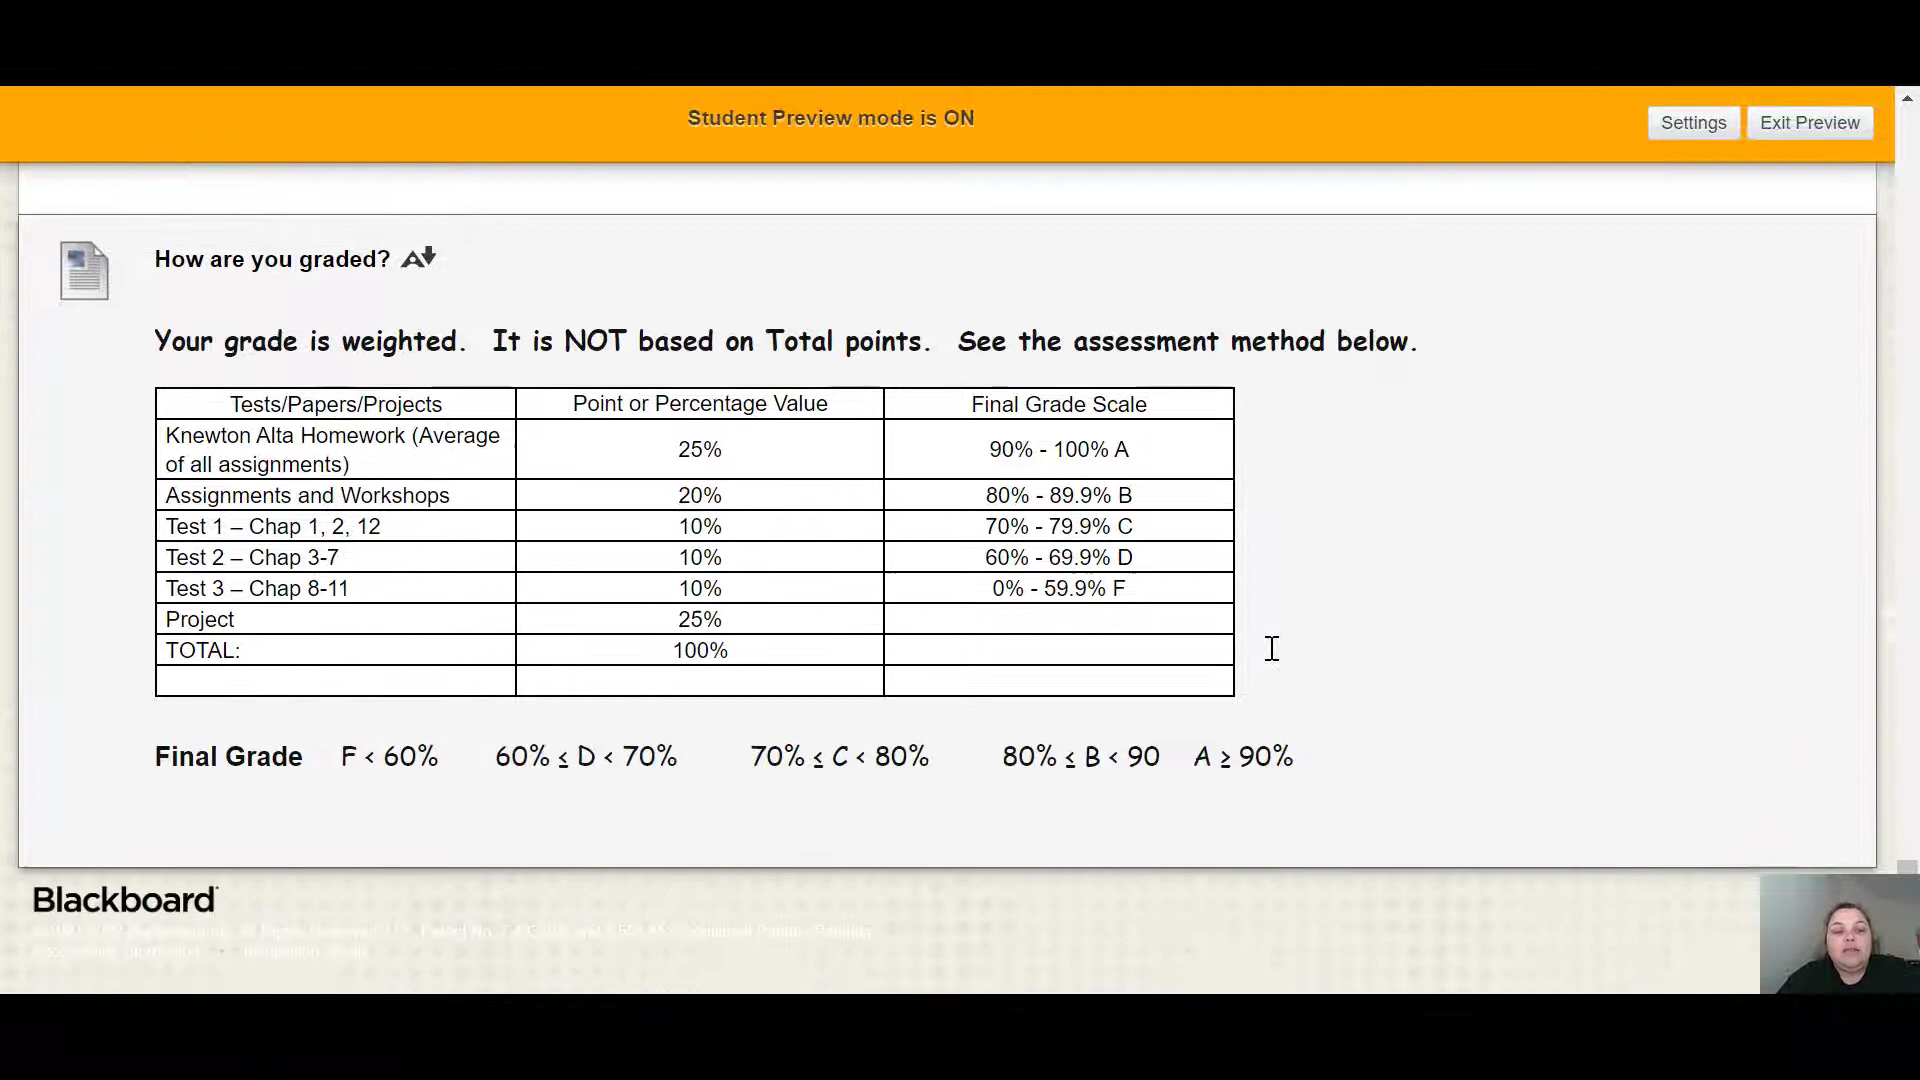 Student Preview mode is ON
Settings
Exit Preview
How are you graded?
Your grade is weighted. It is NOT based on Total points. See the assessment method below.
Tests/Papers/Projects Point or Percentage Value Final Grade Scale
Knewton Alta Homework (Average
of all assignments) 25% 90% - 100% A
Assignments and Workshops 20% 80% - 89.9% B
Test 1 – Chap 1, 2, 12 10% 70% - 79.9% C
Test 2 – Chap 3-7 10% 60% - 69.9% D
Test 3 – Chap 8-11 10% 0% - 59.9% F
Project 25%
TOTAL: 100%
Final Grade F < 60% 60% ≤ D < 70% 70% ≤ C < 80% 80% ≤ B < 90 A ≥ 90%
Blackboard